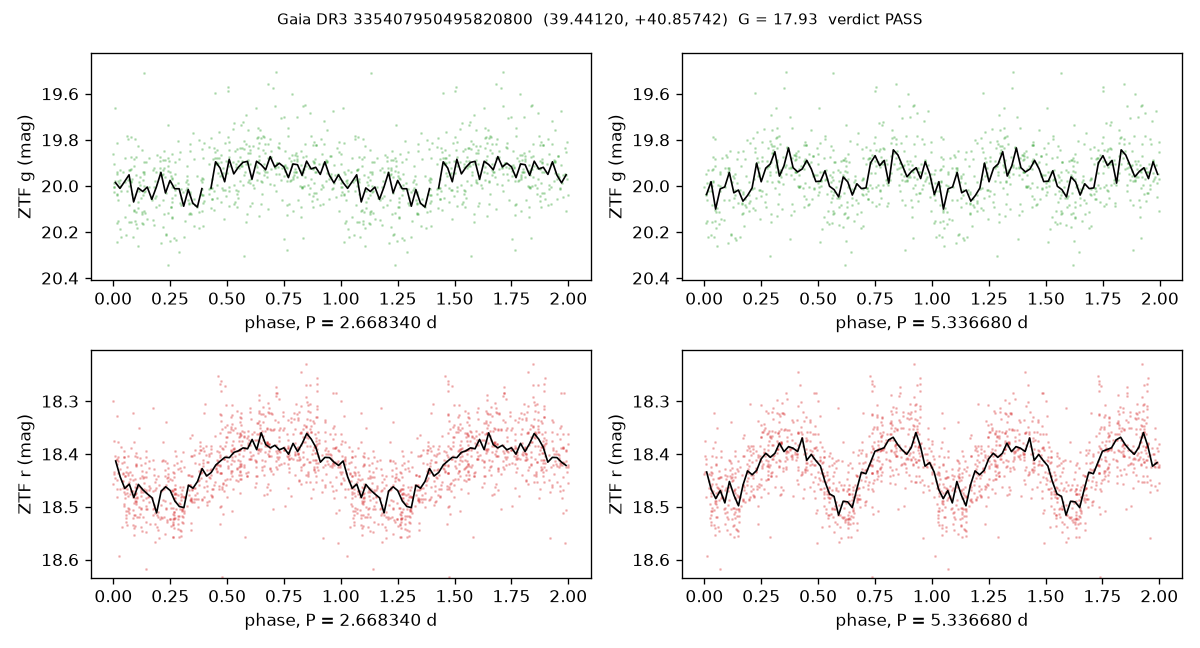 Gaia DR3 335407950495820800 (39.44120, +40.85742) G = 17.93 verdict PASS
ZTF g (mag)
19.6
19.8
20.0
20.2
20.4
0.00 0.25 0.50 0.75 1.00 1.25 1.50 1.75 2.00
phase, P = 2.668340 d
ZTF g (mag)
19.6
19.8
20.0
20.2
20.4
0.00 0.25 0.50 0.75 1.00 1.25 1.50 1.75 2.00
phase, P = 5.336680 d
ZTF r (mag)
18.3
18.4
18.5
18.6
0.00 0.25 0.50 0.75 1.00 1.25 1.50 1.75 2.00
phase, P = 2.668340 d
ZTF r (mag)
18.3
18.4
18.5
18.6
0.00 0.25 0.50 0.75 1.00 1.25 1.50 1.75 2.00
phase, P = 5.336680 d